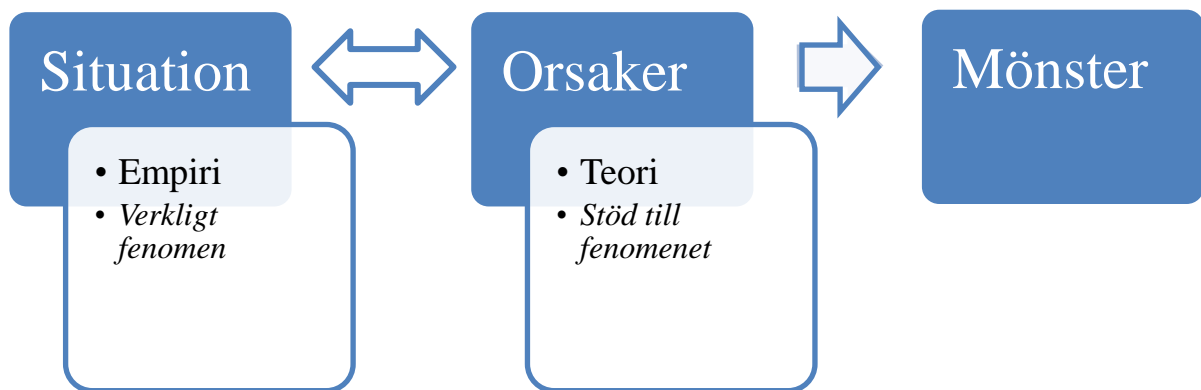 Situation
• Empiri
• Verkligt
fenomen
Orsaker
• Teori
• Stöd till
fenomenet
Mönster